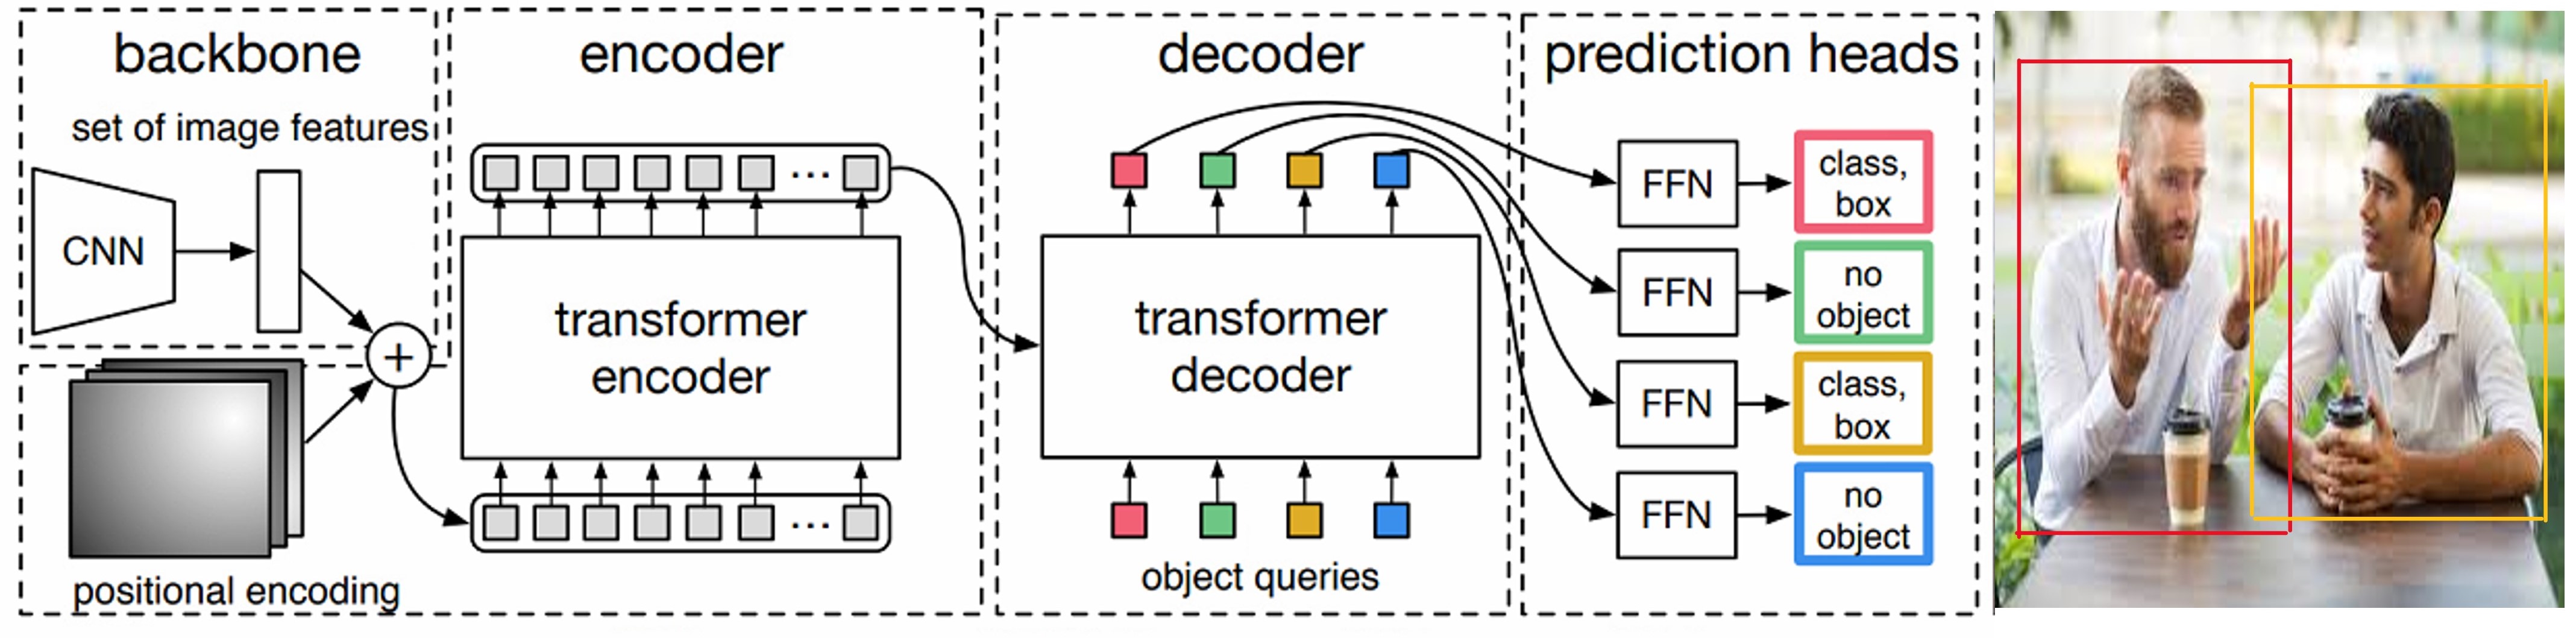 backbone
set of image features
CNN
+
positional encoding
encoder
...
transformer
encoder
...
decoder
transformer
decoder
object queries
prediction heads
FFN
class,
box
FFN
no
object
FFN
class,
box
FFN
no
object